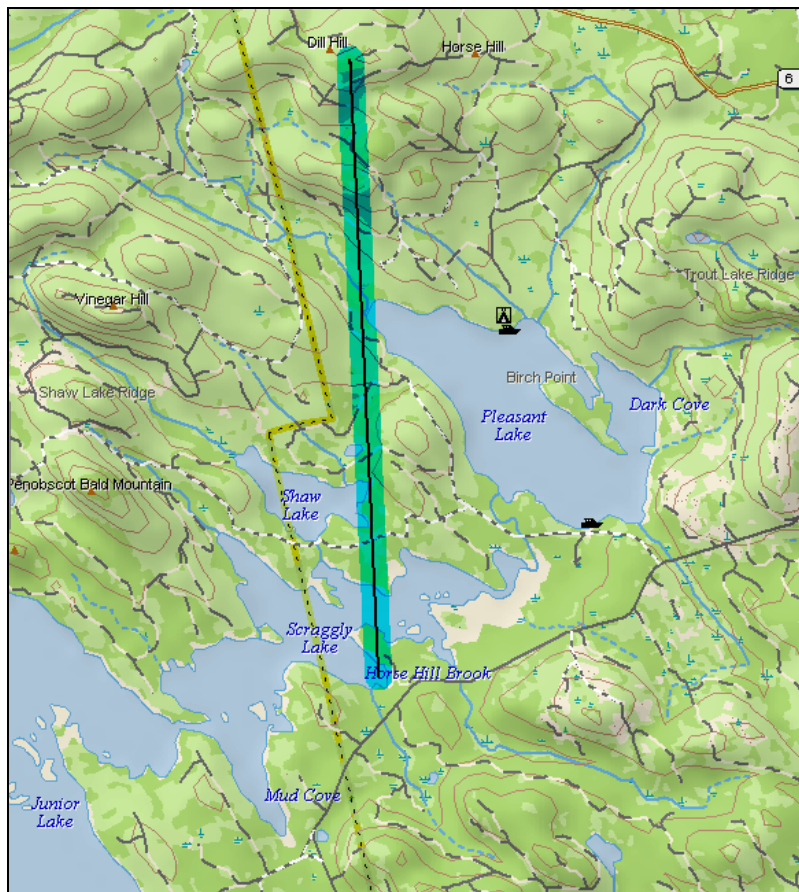 Dill Hill
Horse Hill
6
Trout Lake Ridge
Vinegar Hill
Birch Point
Shaw Lake Ridge
Dark Cove
Pleasant
Lake
Penobscot Bald Mountain
Shaw
Lake
Scraggly
Lake
Horse Hill Brook
Mud Cove
Junior
Lake